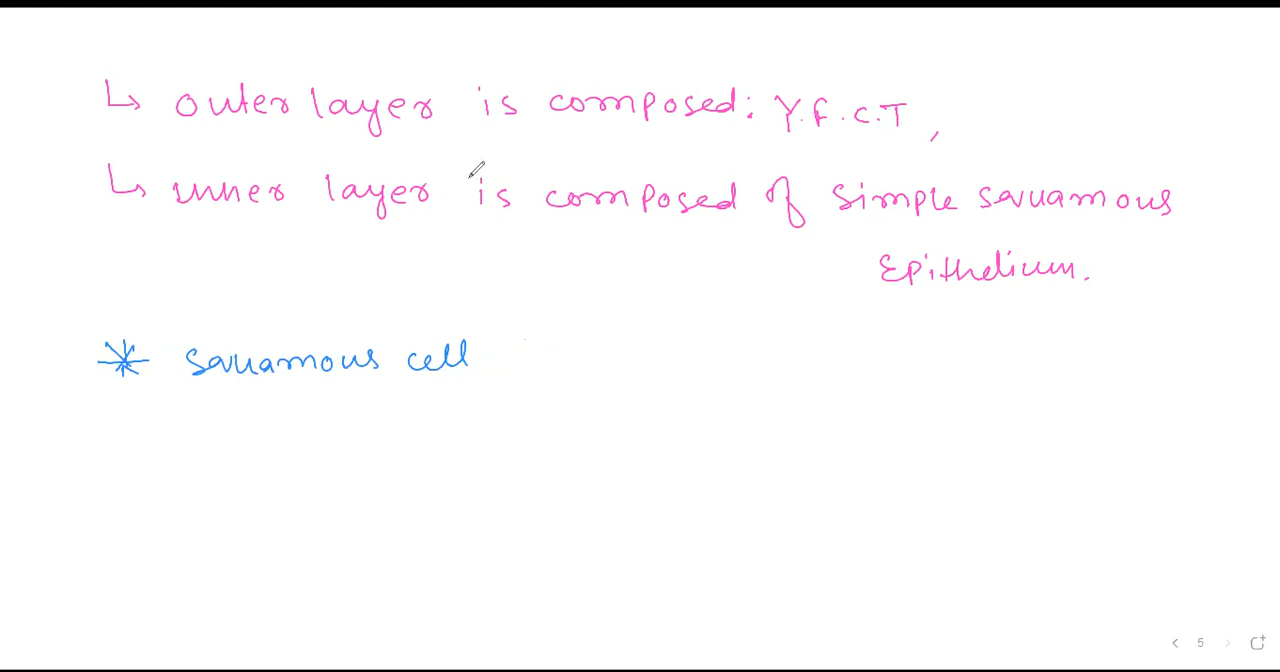 ↳ outer layer is composed: Y.F.C.T,
↳ inner layer is composed of simple squamous
Epithelium.
* squamous cell
5